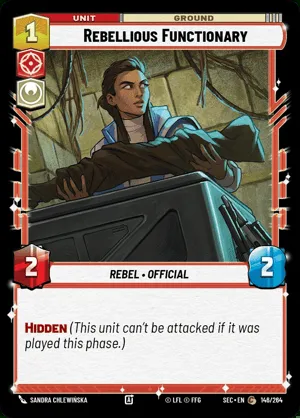 UNIT
GROUND
1
REBELLIOUS FUNCTIONARY
2
2
REBEL • OFFICIAL
HIDDEN (This unit can't be attacked if it was
played this phase.)
SANDRA CHLEWIŃSKA
© LFL © FFG
SEC • EN C 148/264